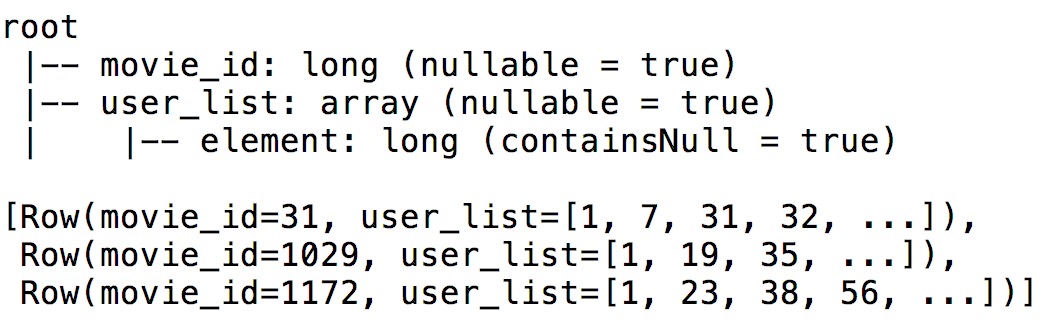 root
 |-- movie_id: long (nullable = true)
 |-- user_list: array (nullable = true)
 |    |-- element: long (containsNull = true)

[Row(movie_id=31, user_list=[1, 7, 31, 32, ...]),
 Row(movie_id=1029, user_list=[1, 19, 35, ...]),
 Row(movie_id=1172, user_list=[1, 23, 38, 56, ...])]